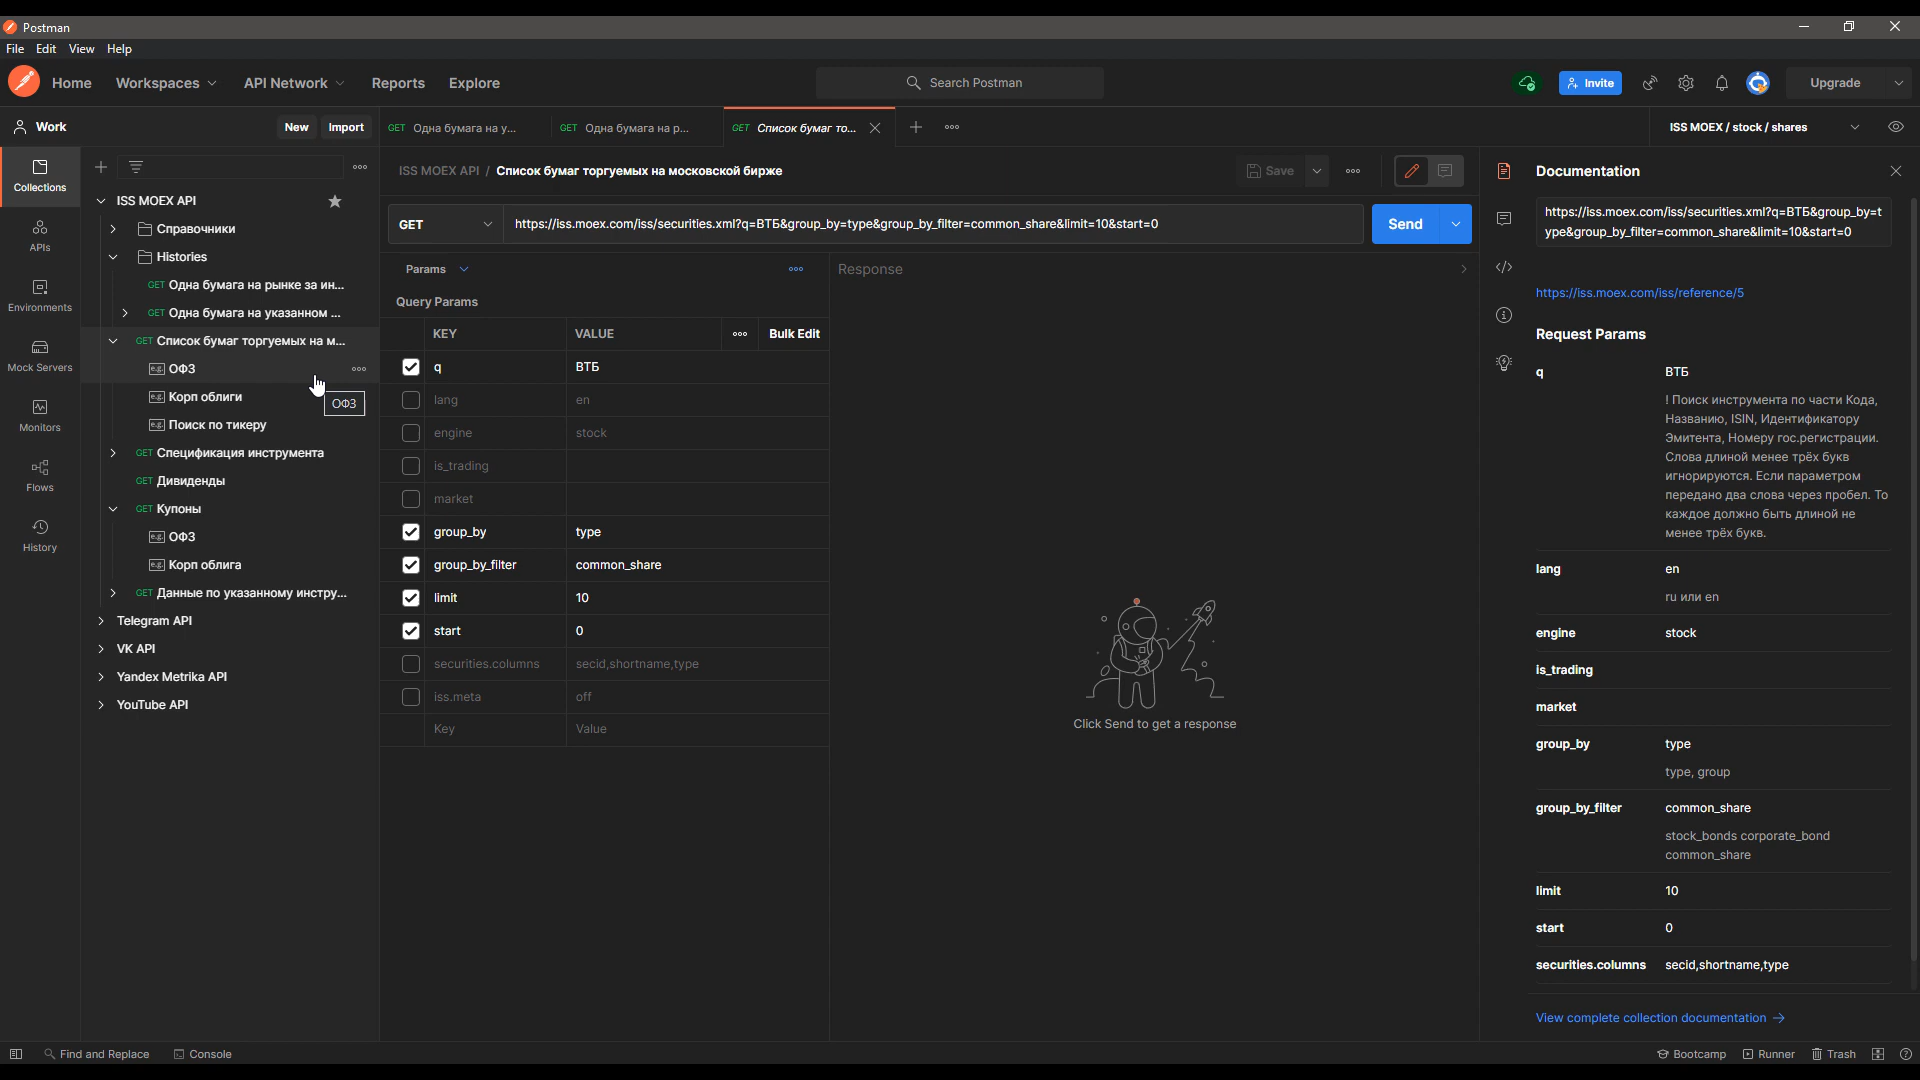 Postman
File Edit View Help
Home Workspaces API Network Reports Explore
Search Postman
Invite
Upgrade
Work
New Import
GET Одна бумага на у...
GET Одна бумага на р...
GET Список бумаг то...
ISS MOEX / stock / shares
Collections
APIs
Environments
Mock Servers
Monitors
Flows
History
ISS MOEX API
Справочники
Histories
GET Одна бумага на рынке за ин...
GET Одна бумага на указанном ...
GET Список бумаг торгуемых на м...
e.g. ОФЗ
ОФЗ
e.g. Корп облиги
e.g. Поиск по тикеру
GET Спецификация инструмента
GET Дивиденды
GET Купоны
e.g. ОФЗ
e.g. Корп облига
GET Данные по указанному инстру...
Telegram API
VK API
Yandex Metrika API
YouTube API
ISS MOEX API / Список бумаг торгуемых на московской бирже
Save
GET https://iss.moex.com/iss/securities.xml?q=ВТБ&group_by=type&group_by_filter=common_share&limit=10&start=0
Send
Params
Query Params
KEY VALUE Bulk Edit
q ВТБ
lang en
engine stock
is_trading
market
group_by type
group_by_filter common_share
limit 10
start 0
securities.columns secid,shortname,type
iss.meta off
Key Value
Response
Click Send to get a response
Documentation
https://iss.moex.com/iss/securities.xml?q=ВТБ&group_by=t
ype&group_by_filter=common_share&limit=10&start=0
https://iss.moex.com/iss/reference/5
Request Params
q ВТБ
! Поиск инструмента по части Кода,
Названию, ISIN, Идентификатору
Эмитента, Номеру гос.регистрации.
Слова длиной менее трёх букв
игнорируются. Если параметром
передано два слова через пробел. То
каждое должно быть длиной не
менее трёх букв.
lang en
ru или en
engine stock
is_trading
market
group_by type
type, group
group_by_filter common_share
stock_bonds corporate_bond
common_share
limit 10
start 0
securities.columns secid,shortname,type
View complete collection documentation →
Find and Replace Console
Bootcamp Runner Trash